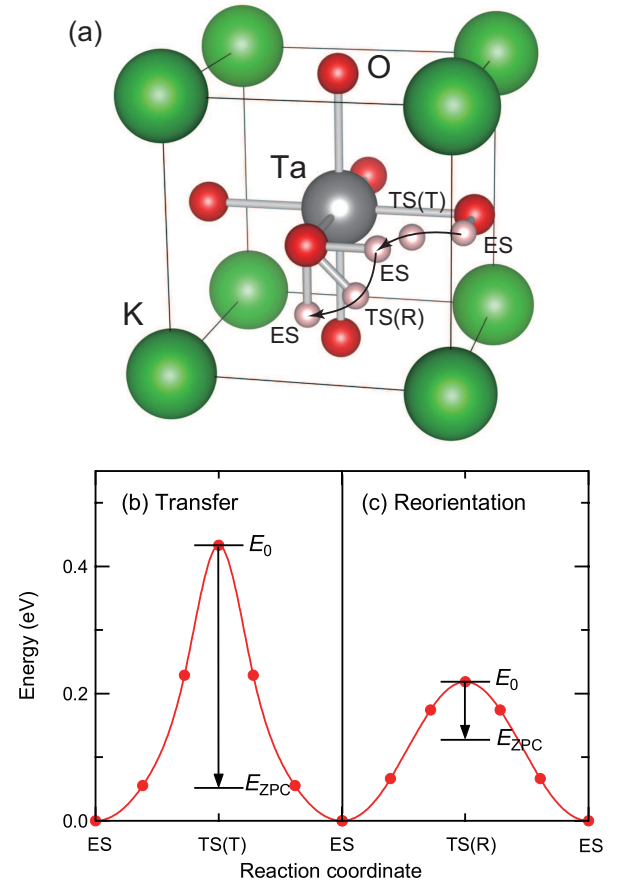 (a)
O
Ta
TS(T)
ES
ES
K
TS(R)
ES
(b) Transfer
(c) Reorientation
E0
0.4
Energy (eV)
0.2
E0
EZPC
EZPC
0.0
ES
TS(T)
ES
TS(R)
ES
Reaction coordinate